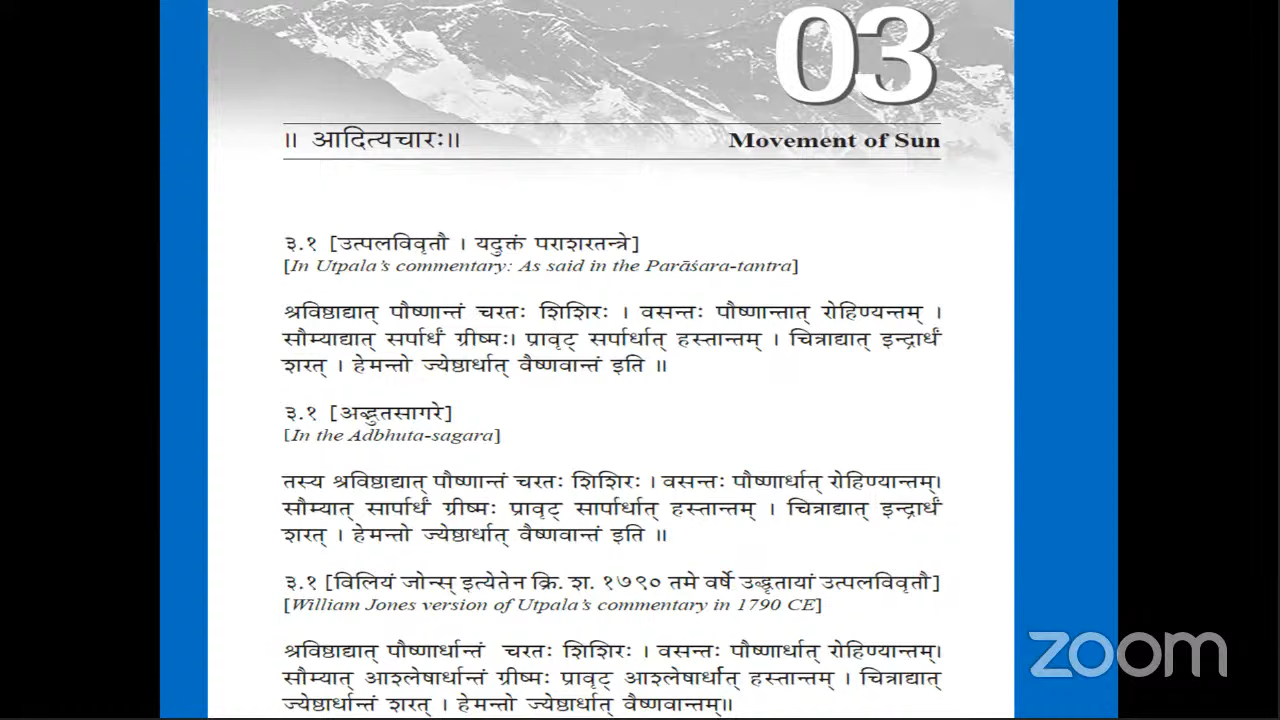 03
॥ आदित्यचारः॥ Movement of Sun
३.१ [उत्पलविवृतौ । यदुक्तं पराशरतन्त्रे]
[In Utpala's commentary: As said in the Parāśara-tantra]
श्रविष्ठाद्यात् पौष्णान्तं चरतः शिशिरः । वसन्तः पौष्णान्तात् रोहिण्यन्तम् ।
सौम्याद्यात् सर्पार्धं ग्रीष्मः। प्रावृट् सर्पार्धात् हस्तान्तम् । चित्राद्यात् इन्द्रार्धं
शरत् । हेमन्तो ज्येष्ठार्धात् वैष्णवान्तं इति ॥
३.१ [अद्भुतसागरे]
[In the Adbhuta-sagara]
तस्य श्रविष्ठाद्यात् पौष्णान्तं चरतः शिशिरः । वसन्तः पौष्णार्धात् रोहिण्यान्तम्।
सौम्यात् सार्पार्धं ग्रीष्मः प्रावृट् सार्पार्धात् हस्तान्तम् । चित्राद्यात् इन्द्रार्धं
शरत् । हेमन्तो ज्येष्ठार्धात् वैष्णवान्तं इति ॥
३.१ [विलियं जोन्स् इत्येतेन क्रि. श. १७९० तमे वर्षे उद्धृतायां उत्पलविवृतौ]
[William Jones version of Utpala's commentary in 1790 CE]
श्रविष्ठाद्यात् पौष्णार्धान्तं चरतः शिशिरः । वसन्तः पौष्णार्धात् रोहिण्यान्तम्।
सौम्यात् आश्लेषार्धान्तं ग्रीष्मः प्रावृट् आश्लेषार्धात् हस्तान्तम् । चित्राद्यात्
ज्येष्ठार्धान्तं शरत् । हेमन्तो ज्येष्ठार्धात् वैष्णवान्तम्॥
zoom